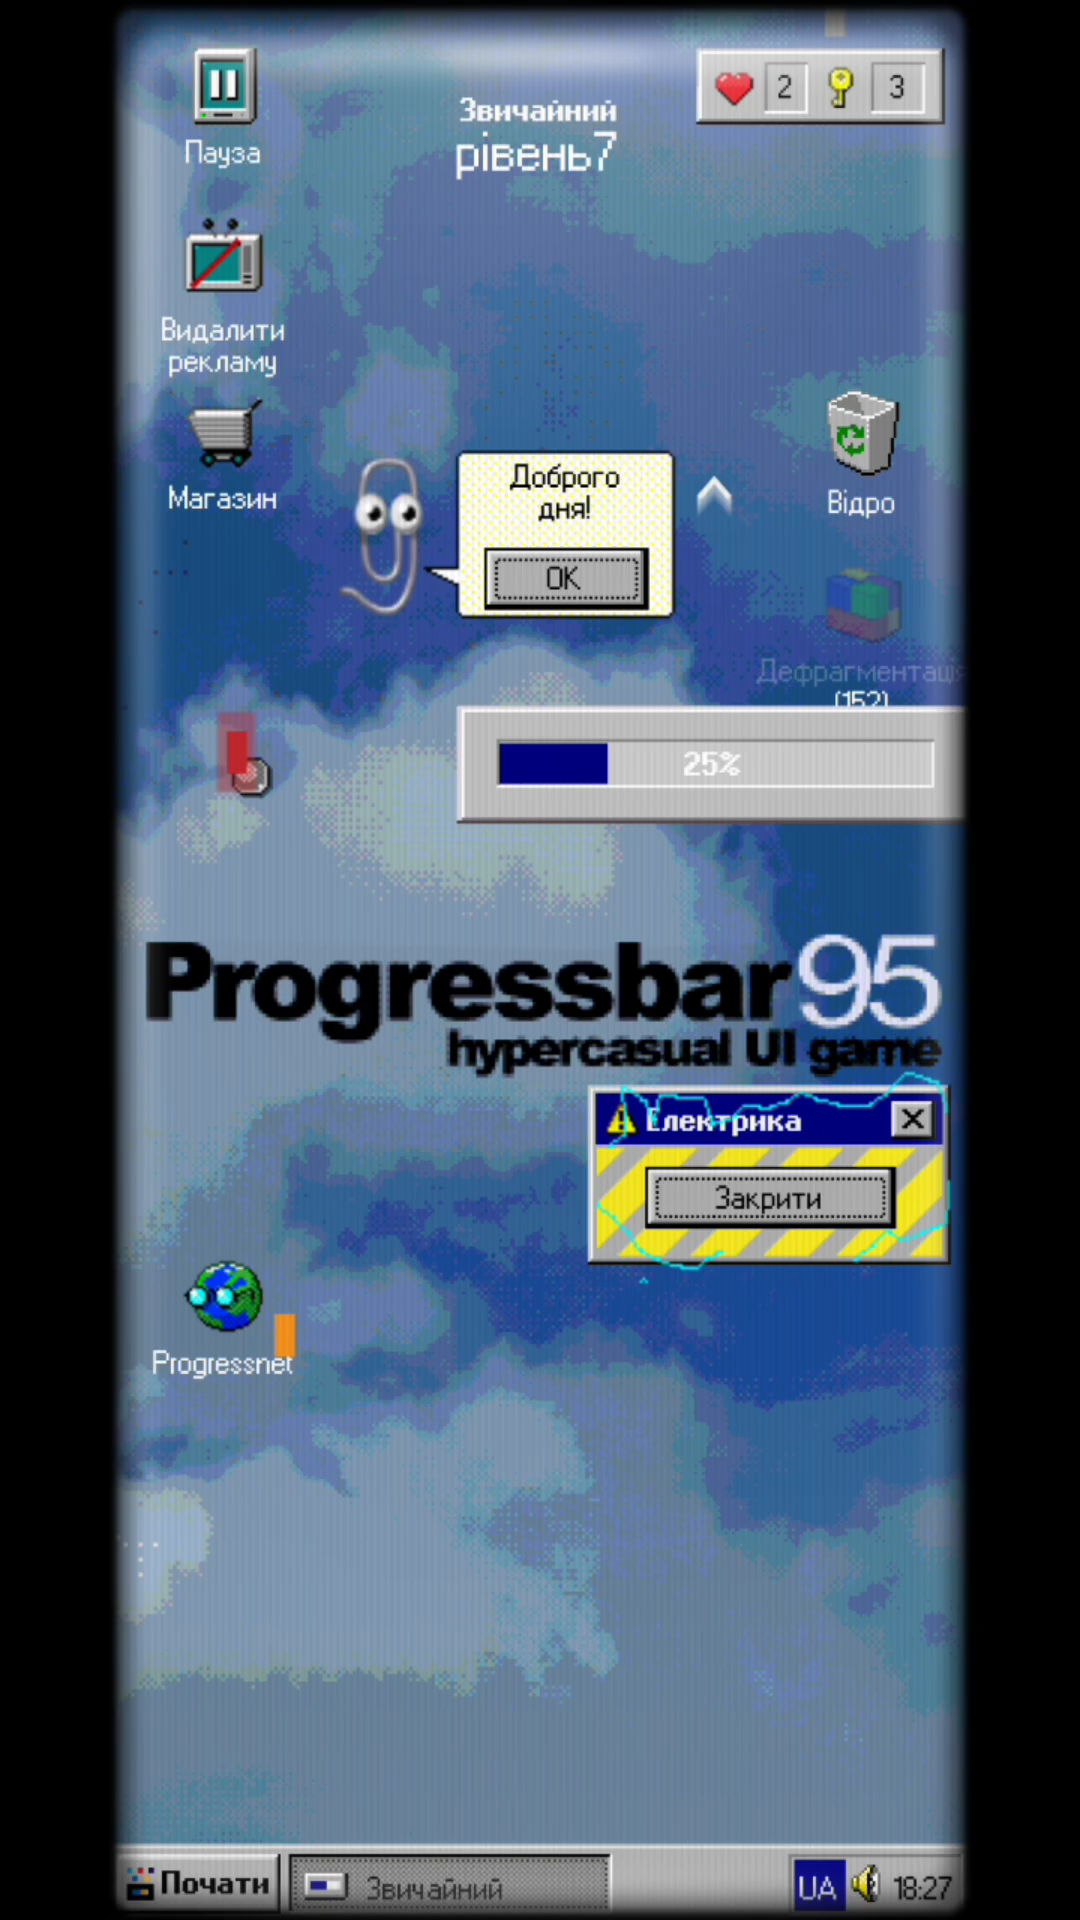 Пауза
Звичайний
рівень7
2
3
Видалити
рекламу
Магазин
Доброго
дня!
OK
Відро
Дефрагментація
(152)
25%
Progressbar95
hypercasual UI game
Електрика
Закрити
Progressnet
Почати
Звичайний
UA
18:27